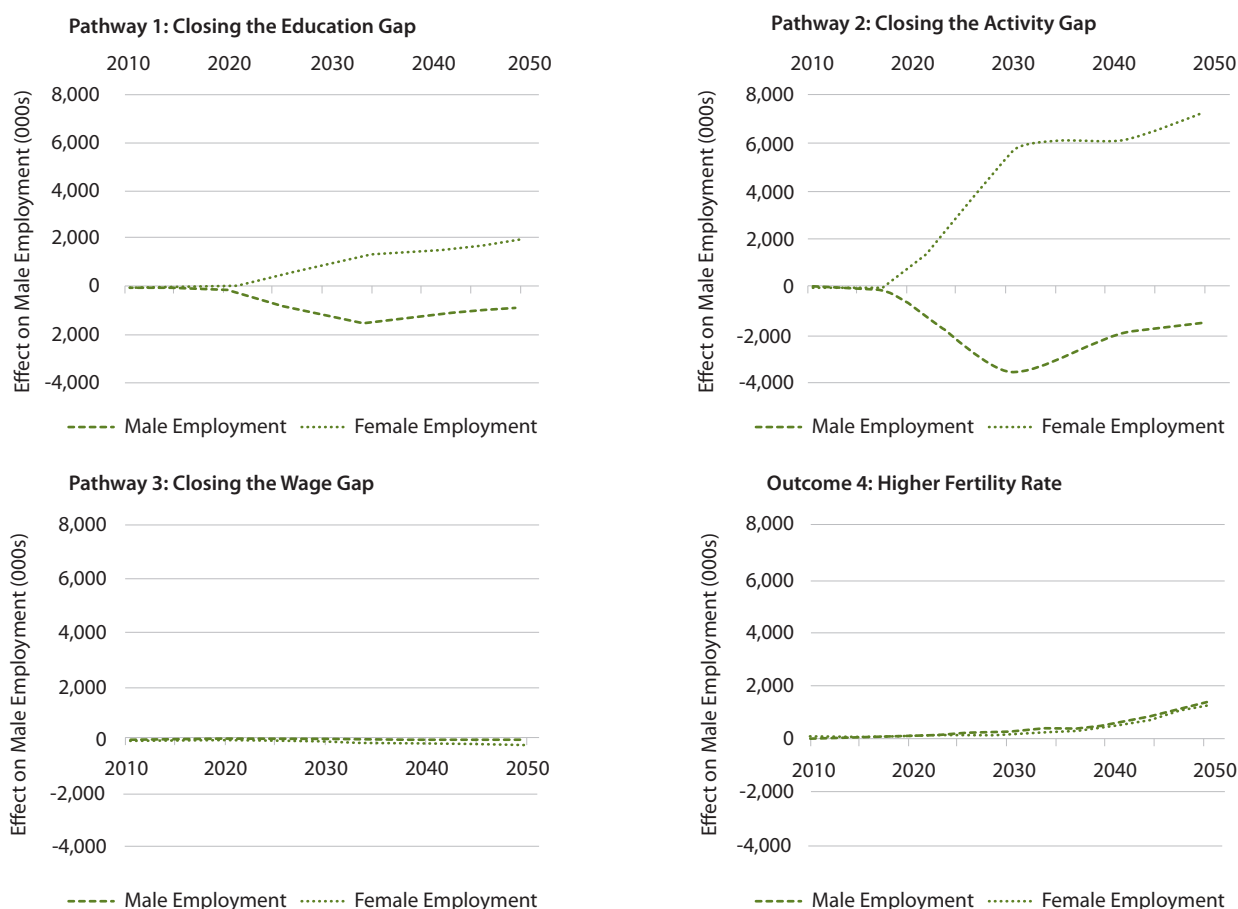 Pathway 1: Closing the Education Gap
2010 2020 2030 2040 2050
8,000
6,000
4,000
2,000
0
2,000
-4,000
Effect on Male Employment (000s)
Male Employment Female Employment
Pathway 2: Closing the Activity Gap
2010 2020 2030 2040 2050
8,000
6,000
4,000
2,000
0
-2,000
-4,000
Effect on Male Employment (000s)
Male Employment Female Employment
Pathway 3: Closing the Wage Gap
8,000
6,000
4,000
2,000
0
2010 2020 2030 2040 2050
-2,000
-4,000
Effect on Male Employment (000s)
Male Employment Female Employment
Outcome 4: Higher Fertility Rate
8,000
6,000
4,000
2,000
0
2010 2020 2030 2040 2050
-2,000
-4,000
Effect on Male Employment (000s)
Male Employment Female Employment